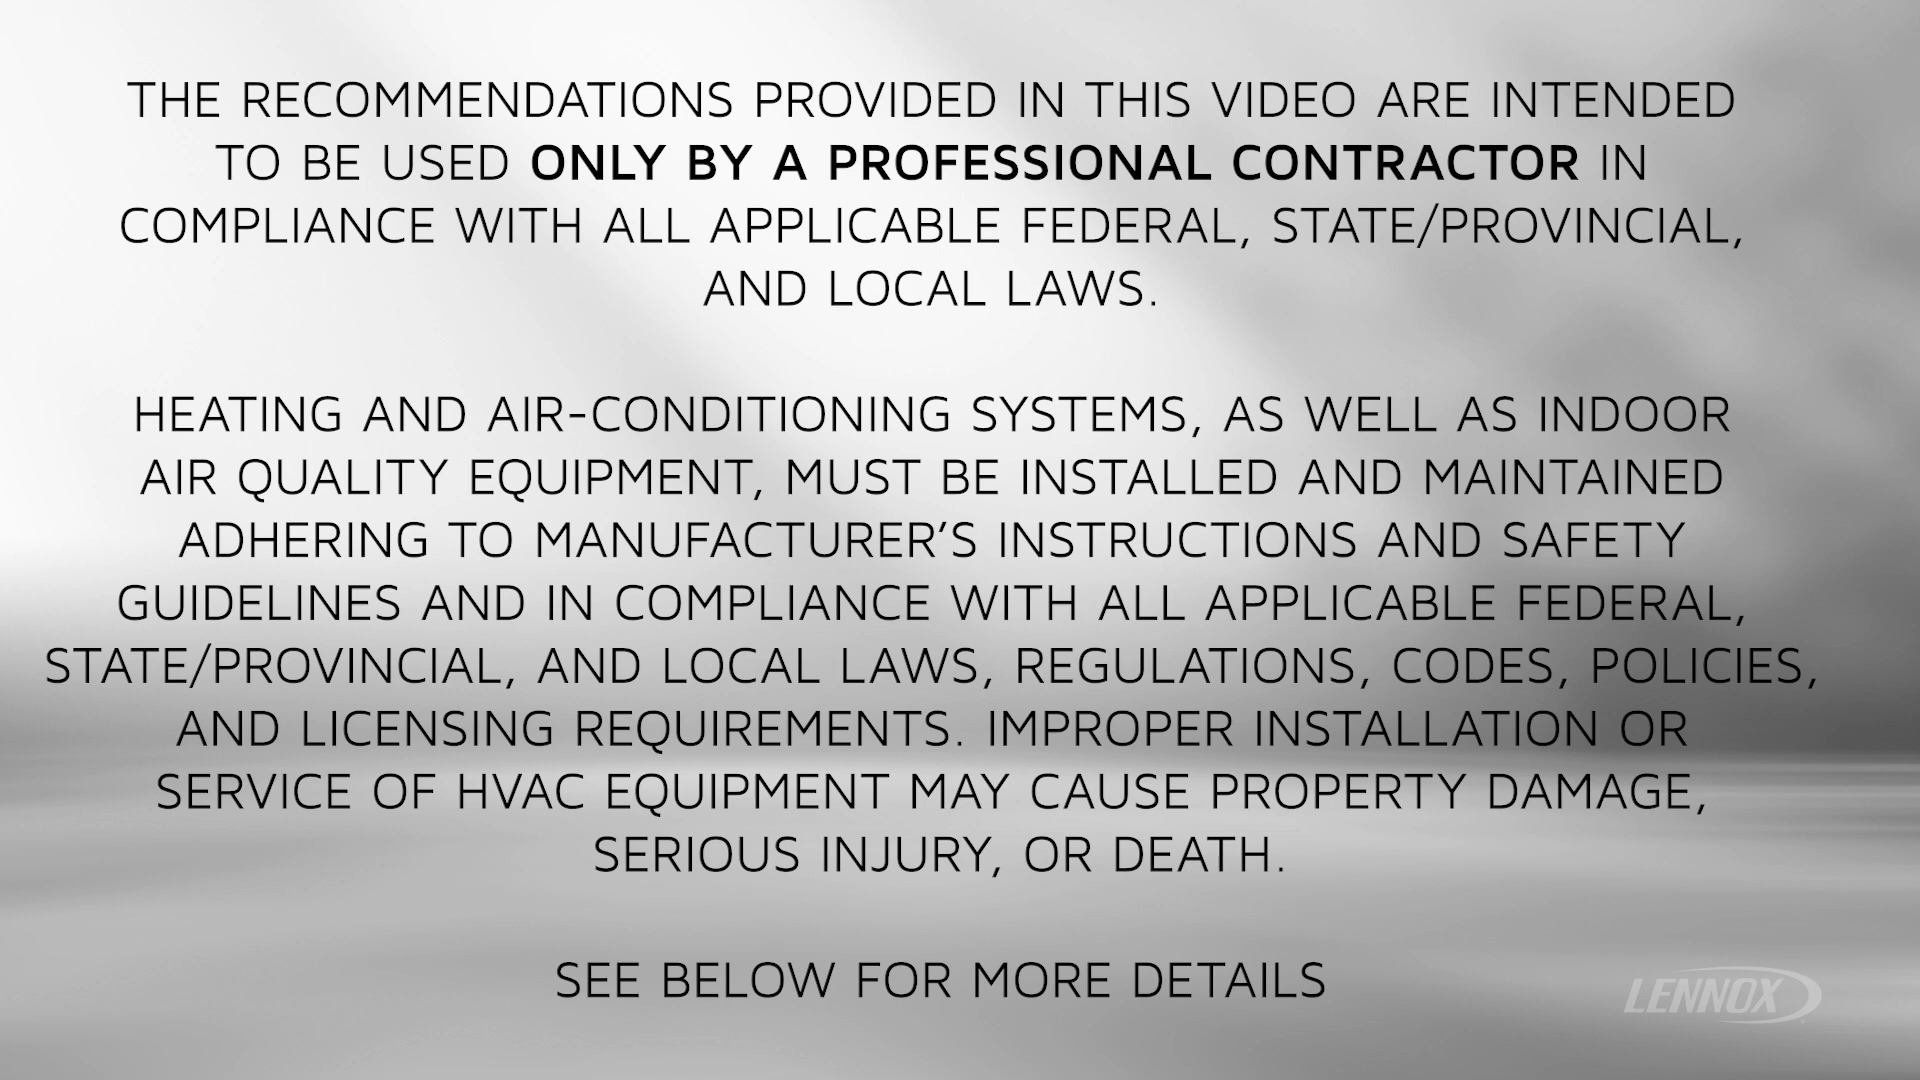 THE RECOMMENDATIONS PROVIDED IN THIS VIDEO ARE INTENDED
TO BE USED ONLY BY A PROFESSIONAL CONTRACTOR IN
COMPLIANCE WITH ALL APPLICABLE FEDERAL, STATE/PROVINCIAL,
AND LOCAL LAWS.
HEATING AND AIR-CONDITIONING SYSTEMS, AS WELL AS INDOOR
AIR QUALITY EQUIPMENT, MUST BE INSTALLED AND MAINTAINED
ADHERING TO MANUFACTURER’S INSTRUCTIONS AND SAFETY
GUIDELINES AND IN COMPLIANCE WITH ALL APPLICABLE FEDERAL,
STATE/PROVINCIAL, AND LOCAL LAWS, REGULATIONS, CODES, POLICIES,
AND LICENSING REQUIREMENTS. IMPROPER INSTALLATION OR
SERVICE OF HVAC EQUIPMENT MAY CAUSE PROPERTY DAMAGE,
SERIOUS INJURY, OR DEATH.
SEE BELOW FOR MORE DETAILS
LENNOX